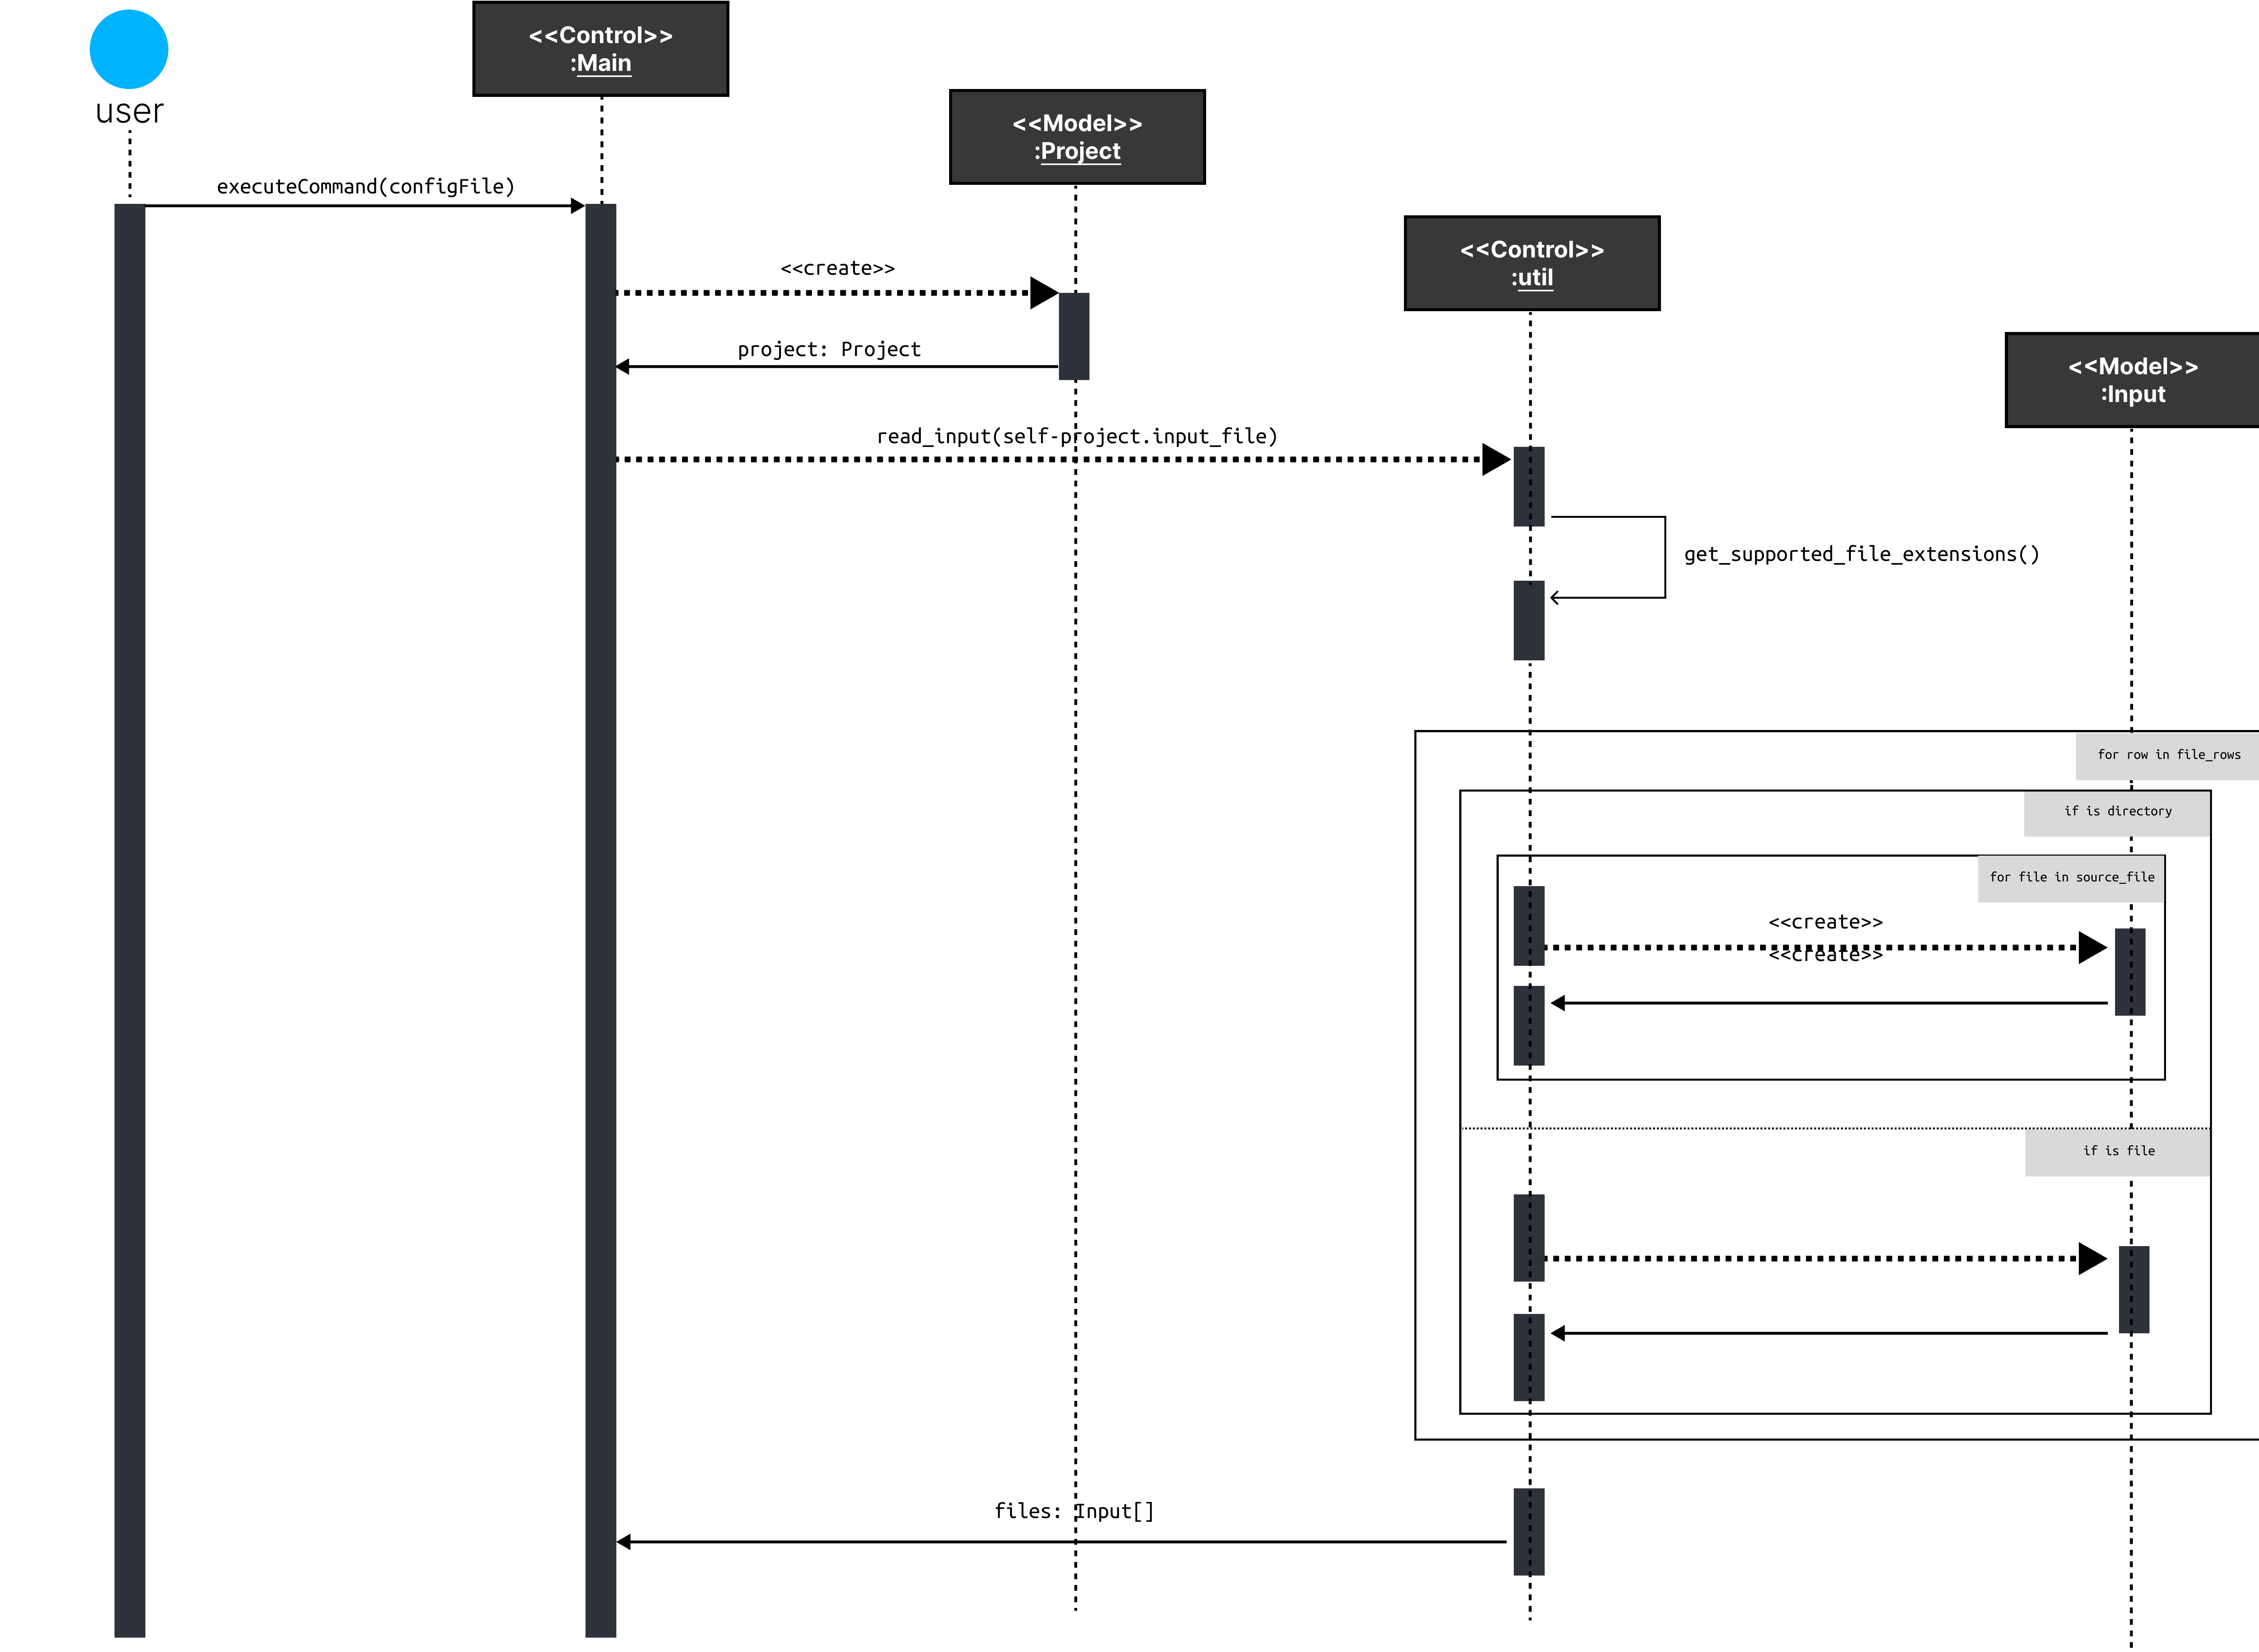 <<Control>>
:Main
user
<<Model>>
:Project
executeCommand(configFile)
<<Control>>
:util
<<create>>
project: Project
<<Model>>
:Input
read_input(self-project.input_file)
get_supported_file_extensions()
for row in file_rows
if is directory
for file in source_file
<<create>>
<<create>>
if is file
files: Input[]